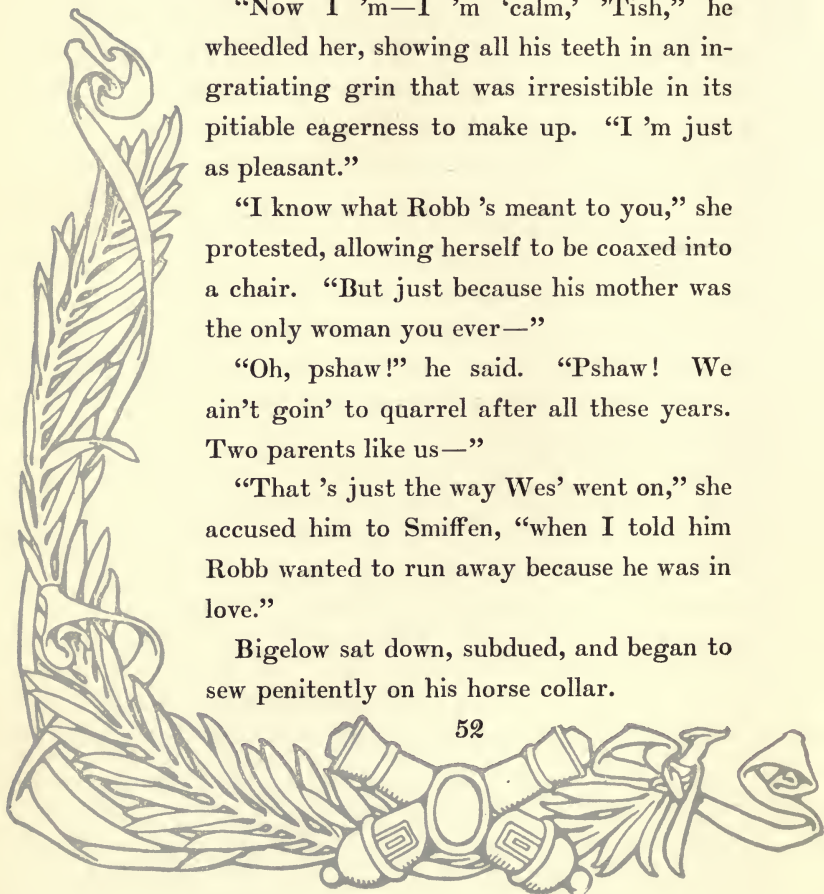 "Now I 'm—I 'm 'calm,' 'Tish," he
wheedled her, showing all his teeth in an in-
gratiating grin that was irresistible in its
pitiable eagerness to make up. "I 'm just
as pleasant."
"I know what Robb 's meant to you," she
protested, allowing herself to be coaxed into
a chair. "But just because his mother was
the only woman you ever—"
"Oh, pshaw!" he said. "Pshaw! We
ain't goin' to quarrel after all these years.
Two parents like us—"
"That 's just the way Wes' went on," she
accused him to Smiffen, "when I told him
Robb wanted to run away because he was in
love."
Bigelow sat down, subdued, and began to
sew penitently on his horse collar.
52